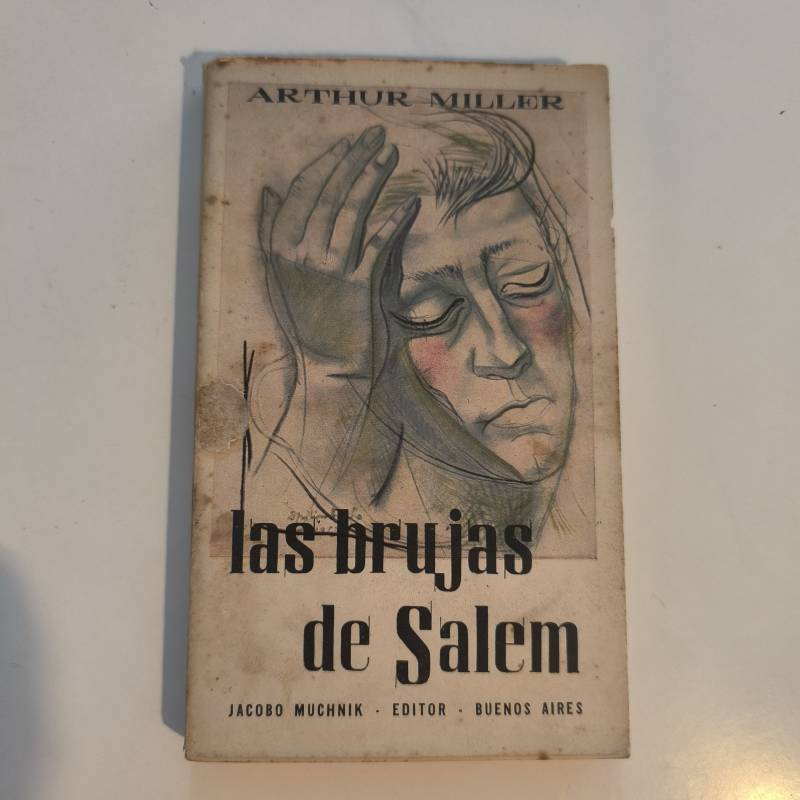 ARTHUR MILLER
las brujas
de Salem
JACOBO MUCHNIK - EDITOR - BUENOS AIRES